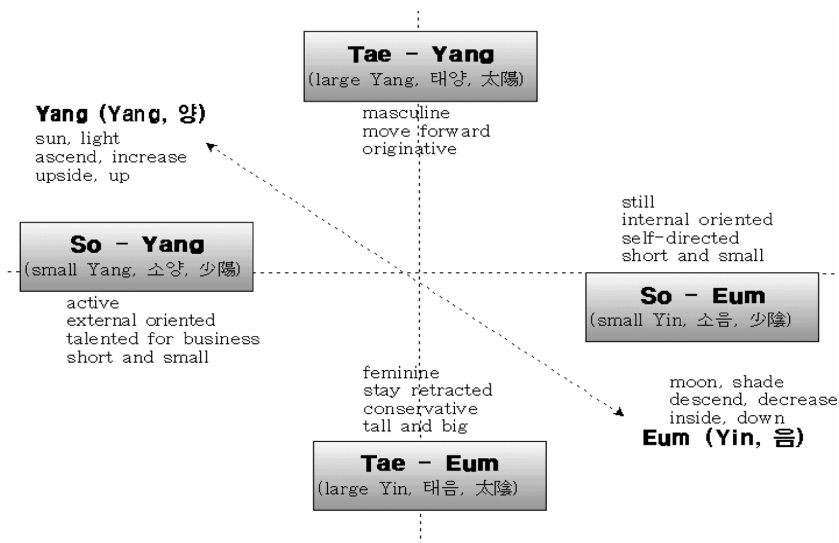 Tae - Yang
(large Yang, 태양, 太陽)
masculine
move forward
originative
Yang (Yang, 양)
sun, light
ascend, increase
upside, up
still
internal oriented
self-directed
short and small
So - Yang
(small Yang, 소양, 少陽)
active
external oriented
talented for business
short and small
So - Eum
(small Yin, 소음, 少陰)
feminine
stay retracted
conservative
tall and big
moon, shade
descend, decrease
inside, down
Eum (Yin, 음)
Tae - Eum
(large Yin, 태음, 太陰)